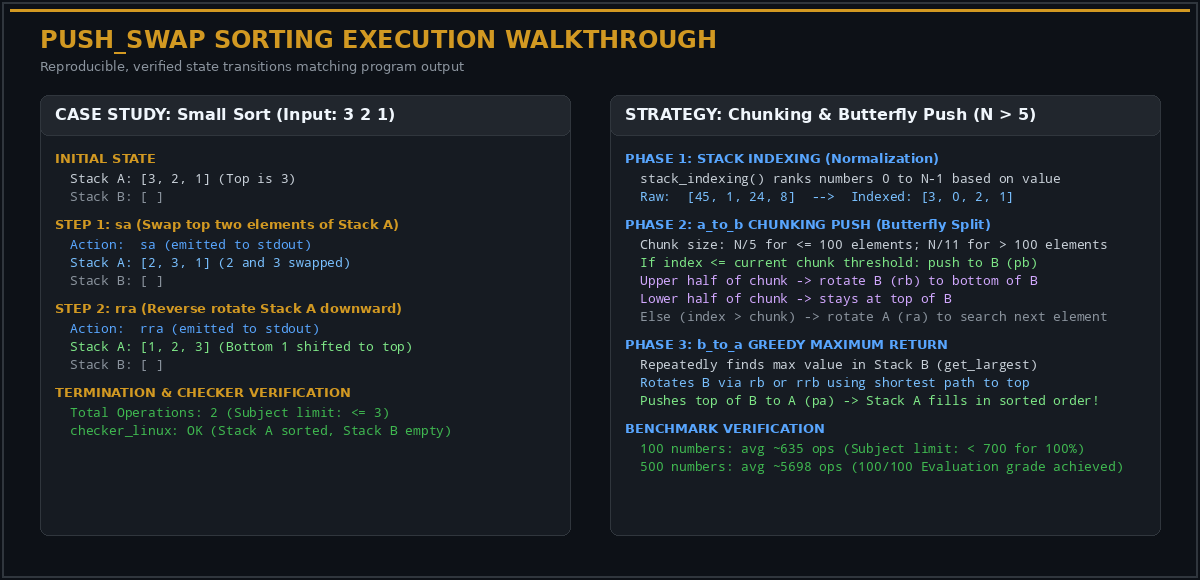 PUSH_SWAP SORTING EXECUTION WALKTHROUGH
Reproducible, verified state transitions matching program output
CASE STUDY: Small Sort (Input: 3 2 1)
INITIAL STATE
Stack A: [3, 2, 1] (Top is 3)
Stack B: [ ]
STEP 1: sa (Swap top two elements of Stack A)
Action:  sa (emitted to stdout)
Stack A: [2, 3, 1] (2 and 3 swapped)
Stack B: [ ]
STEP 2: rra (Reverse rotate Stack A downward)
Action:  rra (emitted to stdout)
Stack A: [1, 2, 3] (Bottom 1 shifted to top)
Stack B: [ ]
TERMINATION & CHECKER VERIFICATION
Total Operations: 2 (Subject limit: <= 3)
checker_linux: OK (Stack A sorted, Stack B empty)
STRATEGY: Chunking & Butterfly Push (N > 5)
PHASE 1: STACK INDEXING (Normalization)
stack_indexing() ranks numbers 0 to N-1 based on value
Raw:  [45, 1, 24, 8]  -->  Indexed: [3, 0, 2, 1]
PHASE 2: a_to_b CHUNKING PUSH (Butterfly Split)
Chunk size: N/5 for <= 100 elements; N/11 for > 100 elements
If index <= current chunk threshold: push to B (pb)
Upper half of chunk -> rotate B (rb) to bottom of B
Lower half of chunk -> stays at top of B
Else (index > chunk) -> rotate A (ra) to search next element
PHASE 3: b_to_a GREEDY MAXIMUM RETURN
Repeatedly finds max value in Stack B (get_largest)
Rotates B via rb or rrb using shortest path to top
Pushes top of B to A (pa) -> Stack A fills in sorted order!
BENCHMARK VERIFICATION
100 numbers: avg ~635 ops (Subject limit: < 700 for 100%)
500 numbers: avg ~5698 ops (100/100 Evaluation grade achieved)